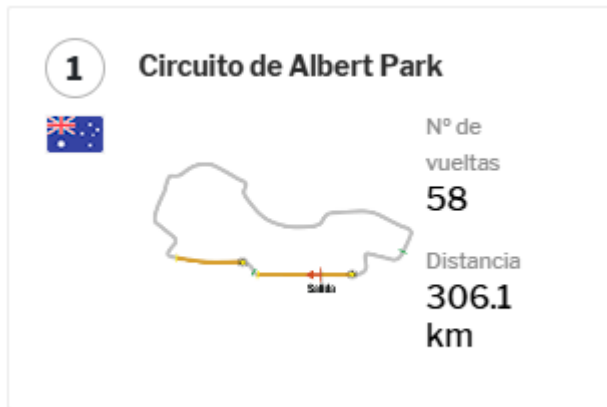 1
Circuito de Albert Park
Nº de
vueltas
58
Distancia
306.1
km
Salida